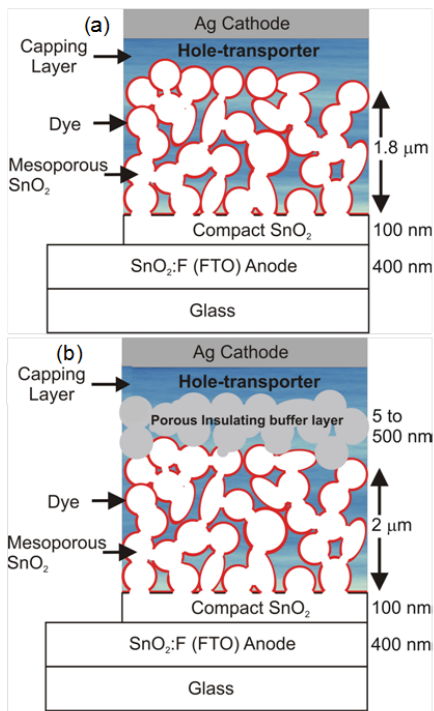 (a)
Ag Cathode
Capping
Layer
Hole-transporter
Dye
1.8 μm
Mesoporous
SnO₂
Compact SnO₂
100 nm
SnO₂:F (FTO) Anode
400 nm
Glass
(b)
Ag Cathode
Capping
Layer
Hole-transporter
Porous Insulating buffer layer
5 to
500 nm
Dye
2 μm
Mesoporous
SnO₂
Compact SnO₂
100 nm
SnO₂:F (FTO) Anode
400 nm
Glass